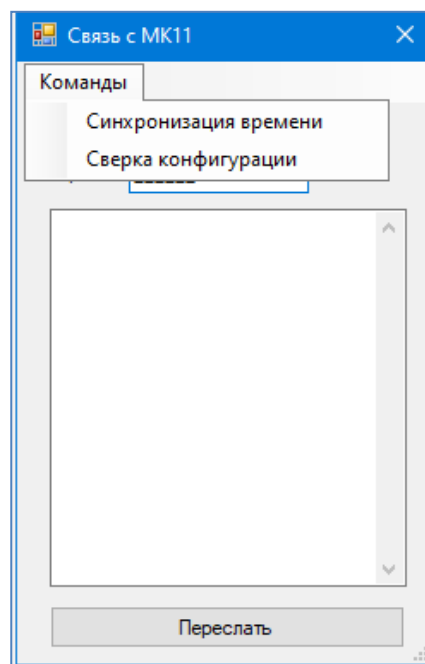 Связь с МК11
Команды
Синхронизация времени
Сверка конфигурации
Переслать